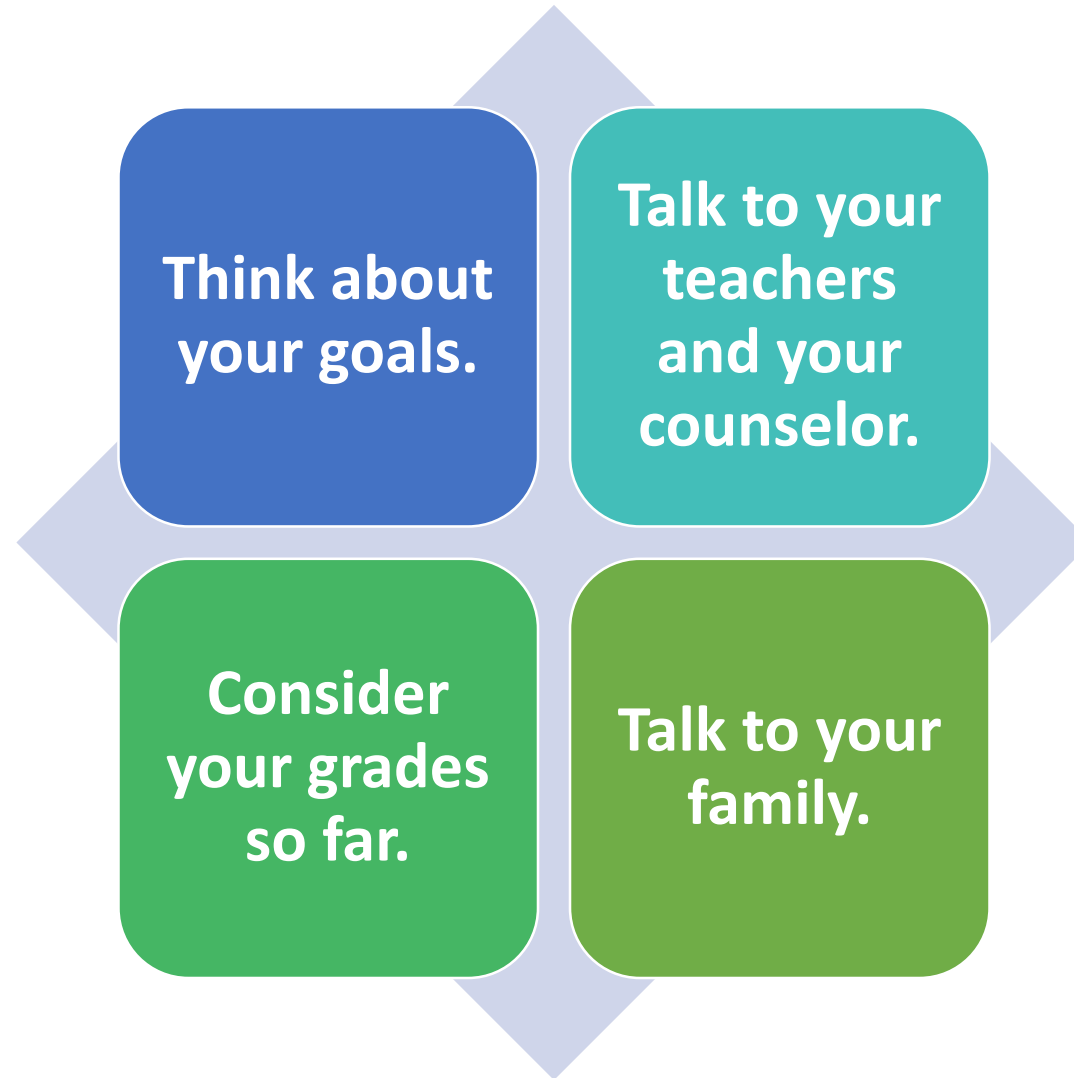 Think about
your goals.
Talk to your
teachers
and your
counselor.
Consider
your grades
so far.
Talk to your
family.